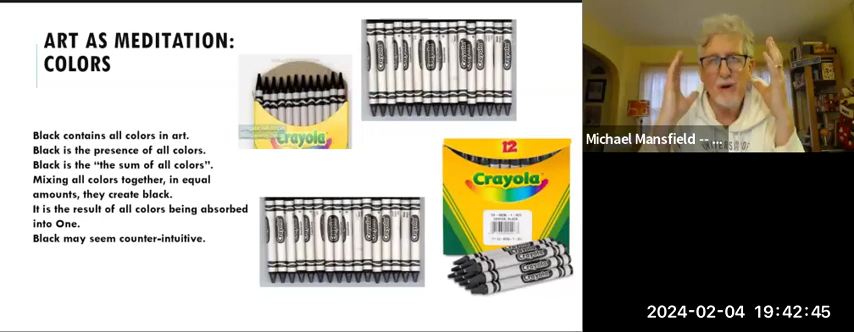 ART AS MEDITATION:
COLORS
Black contains all colors in art.
Black is the presence of all colors.
Black is the “the sum of all colors”.
Mixing all colors together, in equal
amounts, they create black.
It is the result of all colors being absorbed
into One.
Black may seem counter-intuitive.
Crayola
12
Crayola
Michael Mansfield -- ...
2024-02-04 19:42:45